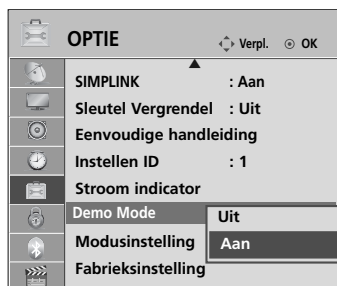 OPTIE Verpl. OK
SIMPLINK : Aan
Sleutel Vergrendel : Uit
Eenvoudige handleiding
Instellen ID : 1
Stroom indicator
Demo Mode Uit
Modusinstelling Aan
Fabrieksinstelling